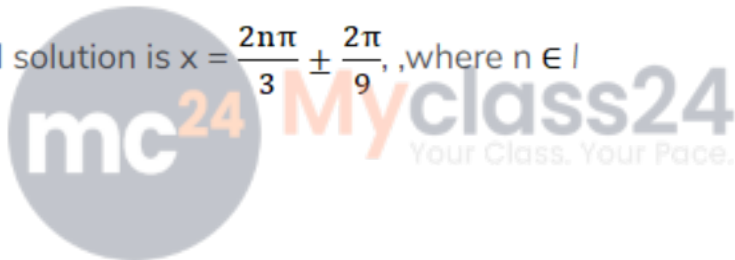 l solution is x = 2nπ/3 ± 2π/9, ,where n ∈ I
mc24 Myclass24
Your Class. Your Pace.